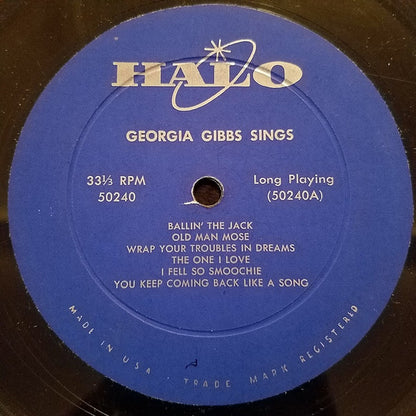 HALO
GEORGIA GIBBS SINGS
33⅓ RPM Long Playing
50240 (50240A)
BALLIN' THE JACK
OLD MAN MOSE
WRAP YOUR TROUBLES IN DREAMS
THE ONE I LOVE
I FELL SO SMOOCHIE
YOU KEEP COMING BACK LIKE A SONG
MADE IN U.S.A. · TRADE MARK REGISTERED